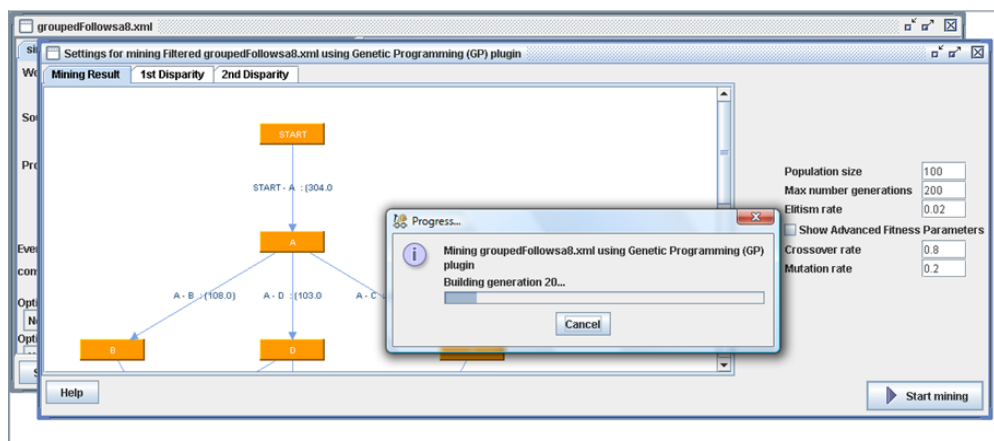 groupedFollowsa8.xml
Settings for mining Filtered groupedFollowsa8.xml using Genetic Programming (GP) plugin
Mining Result 1st Disparity 2nd Disparity
START
START - A : (304.0
A
A - B : (108.0) A - D : (103.0 A - C
B D
Progress...
Mining groupedFollowsa8.xml using Genetic Programming (GP)
plugin
Building generation 20...
Cancel
Population size 100
Max number generations 200
Elitism rate 0.02
Show Advanced Fitness Parameters
Crossover rate 0.8
Mutation rate 0.2
Help
Start mining